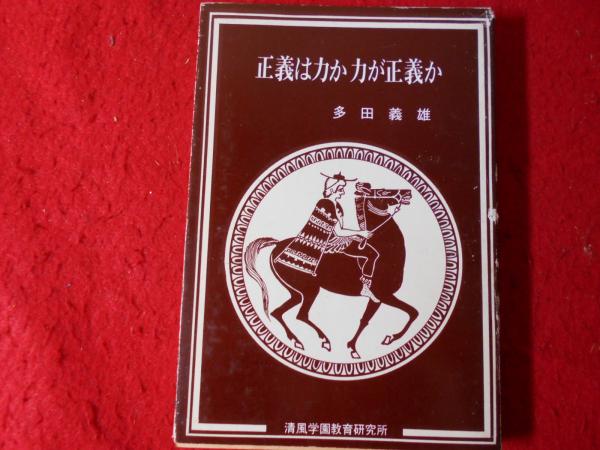 正義は力か 力が正義か
多田義雄
清風学園教育研究所